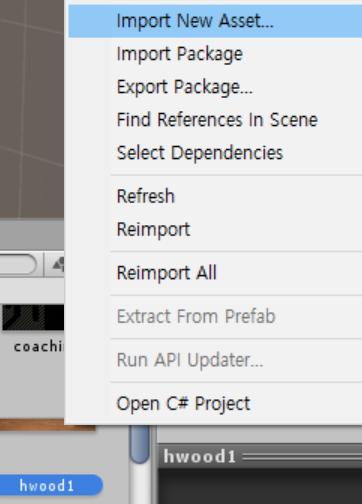 Import New Asset...
Import Package
Export Package...
Find References In Scene
Select Dependencies
Refresh
Reimport
Reimport All
Extract From Prefab
Run API Updater...
Open C# Project
coachi
hwood1
hwood1